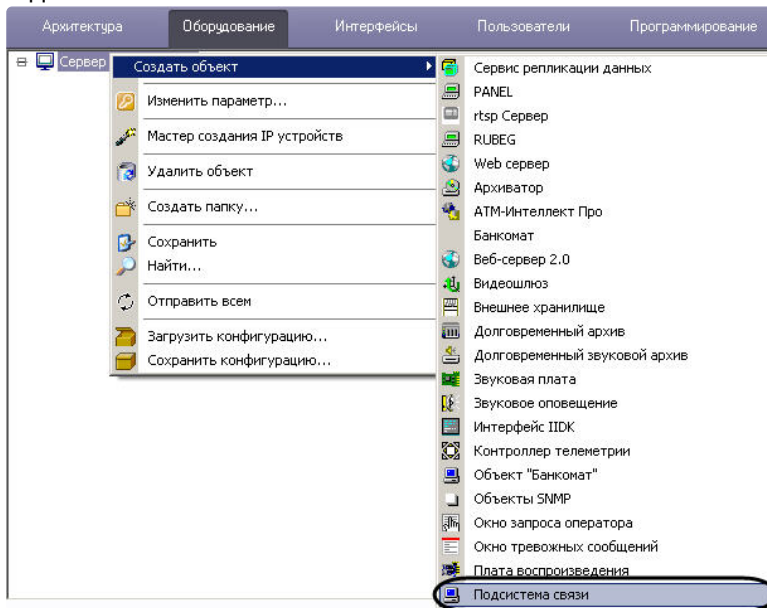 Архитектура Оборудование Интерфейсы Пользователи Программирование
Сервер
Создать объект
Изменить параметр...
Мастер создания IP устройств
Удалить объект
Создать папку...
Сохранить
Найти...
Отправить всем
Загрузить конфигурацию...
Сохранить конфигурацию...
Сервис репликации данных
PANEL
rtsp Сервер
RUBEG
Web сервер
Архиватор
АТМ-Интеллект Про
Банкомат
Веб-сервер 2.0
Видеошлюз
Внешнее хранилище
Долговременный архив
Долговременный звуковой архив
Звуковая плата
Звуковое оповещение
Интерфейс IIDK
Контроллер телеметрии
Объект "Банкомат"
Объекты SNMP
Окно запроса оператора
Окно тревожных сообщений
Плата воспроизведения
Подсистема связи